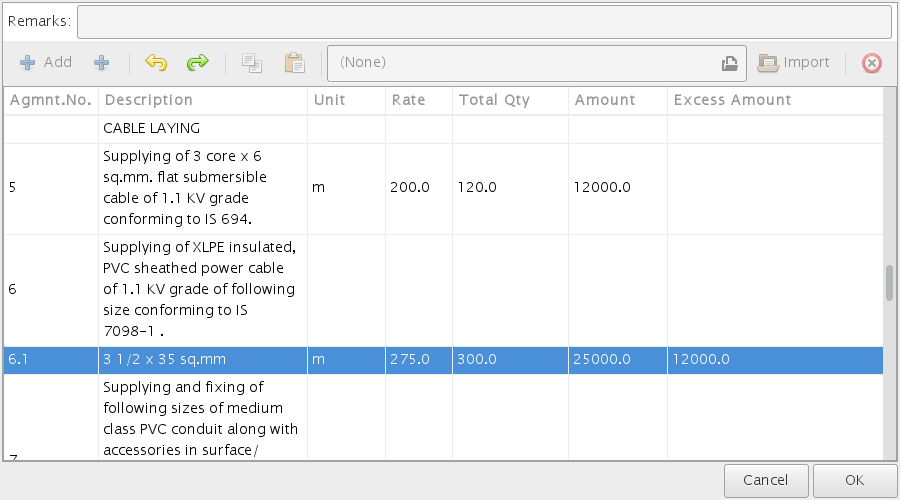 Remarks:
Add (None) Import
Agmnt.No. Description Unit Rate Total Qty Amount Excess Amount
CABLE LAYING
Supplying of 3 core x 6
sq.mm. flat submersible
5 m 200.0 120.0 12000.0
cable of 1.1 KV grade
conforming to IS 694.
Supplying of XLPE insulated,
PVC sheathed power cable
6 of 1.1 KV grade of following
size conforming to IS
7098-1 .
6.1 3 1/2 x 35 sq.mm m 275.0 300.0 25000.0 12000.0
Supplying and fixing of
following sizes of medium
class PVC conduit along with
accessories in surface/
Cancel OK